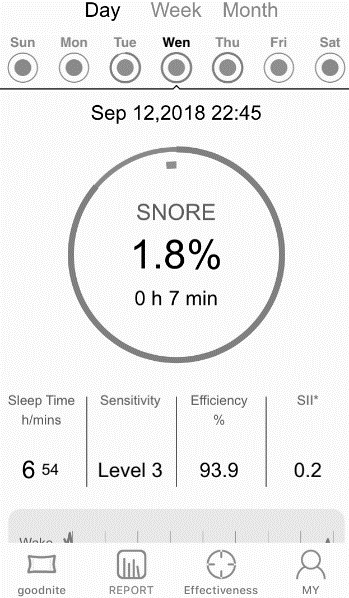 Day Week Month
Sun Mon Tue Wen Thu Fri Sat
Sep 12,2018 22:45
SNORE
1.8%
0 h 7 min
Sleep Time Sensitivity Efficiency SII*
h/mins %
6 54 Level 3 93.9 0.2
Wake
goodnite REPORT Effectiveness MY